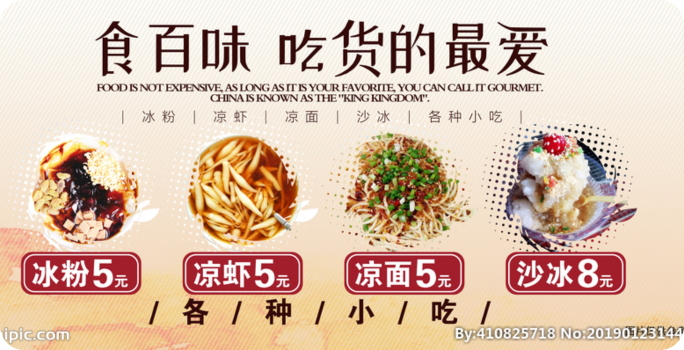 食百味 吃货的最爱
FOOD IS NOT EXPENSIVE, AS LONG AS IT IS YOUR FAVORITE, YOU CAN CALL IT GOURMET.
CHINA IS KNOWN AS THE "KING KINGDOM".
| 冰粉 | 凉虾 | 凉面 | 沙冰 | 各种小吃 |
冰粉5元 凉虾5元 凉面5元 沙冰8元
/ 各 / 种 / 小 / 吃 /
ipic.com By:410825718 No:20190123144